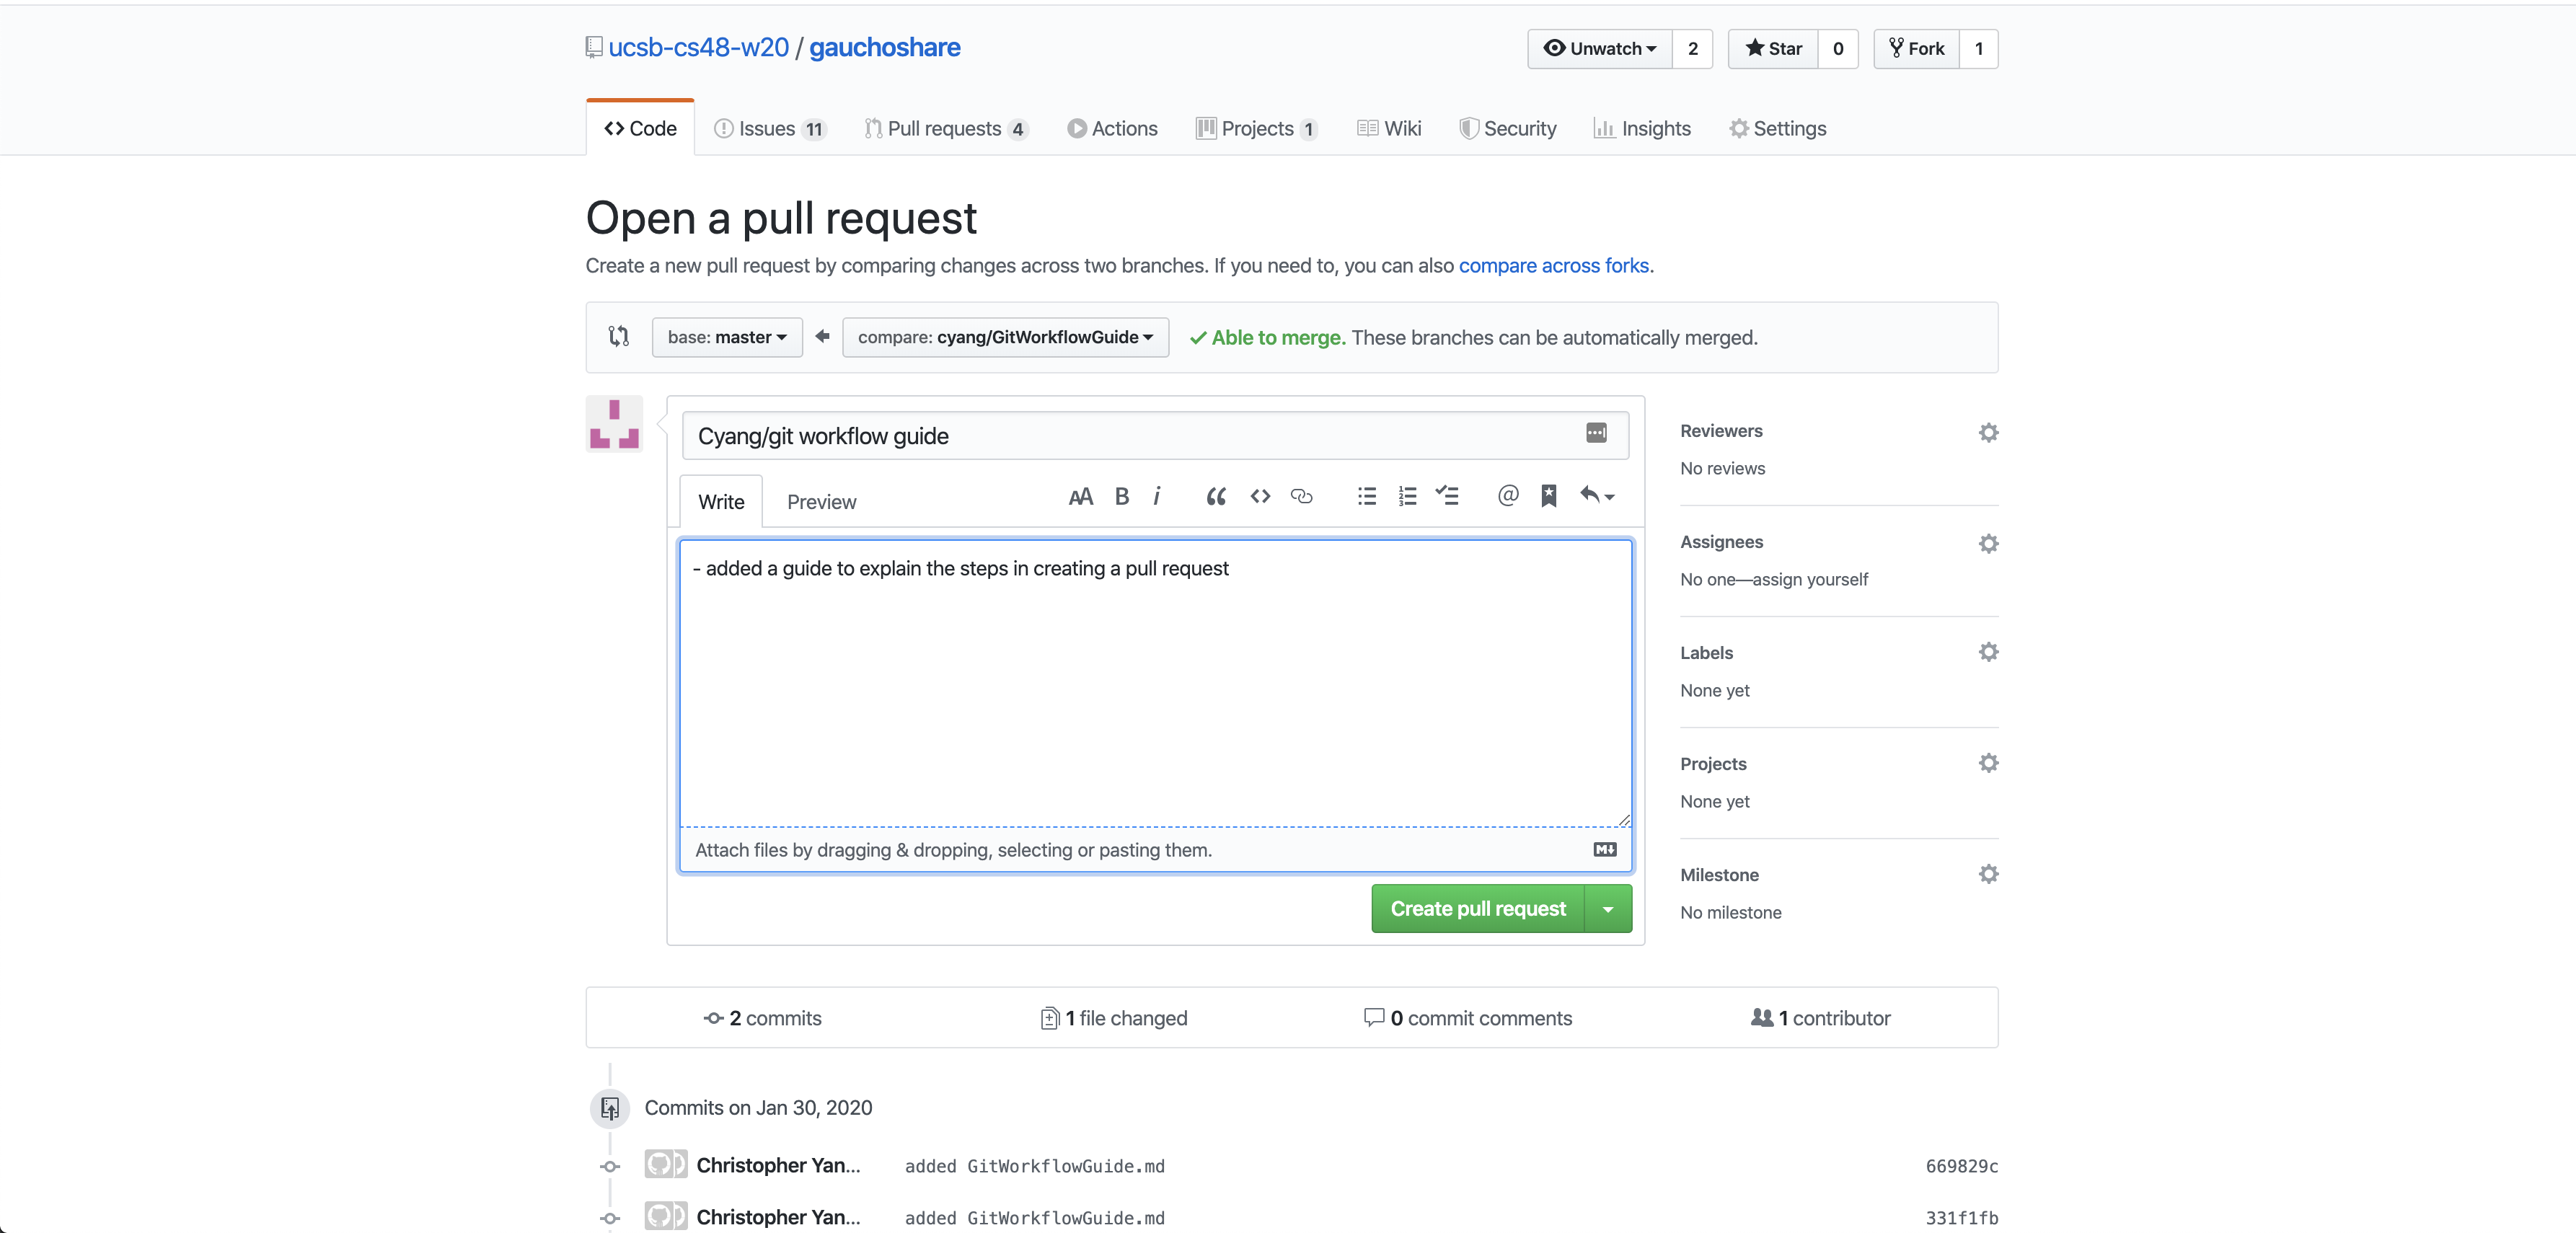 ucsb-cs48-w20 / gauchoshare
Unwatch 2 Star 0 Fork 1
Code Issues 11 Pull requests 4 Actions Projects 1 Wiki Security Insights Settings
Open a pull request
Create a new pull request by comparing changes across two branches. If you need to, you can also compare across forks.
base: master compare: cyang/GitWorkflowGuide Able to merge. These branches can be automatically merged.
Cyang/git workflow guide
Write Preview
- added a guide to explain the steps in creating a pull request
Attach files by dragging & dropping, selecting or pasting them.
Create pull request
Reviewers
No reviews
Assignees
No one—assign yourself
Labels
None yet
Projects
None yet
Milestone
No milestone
2 commits 1 file changed 0 commit comments 1 contributor
Commits on Jan 30, 2020
Christopher Yan... added GitWorkflowGuide.md 669829c
Christopher Yan... added GitWorkflowGuide.md 331f1fb